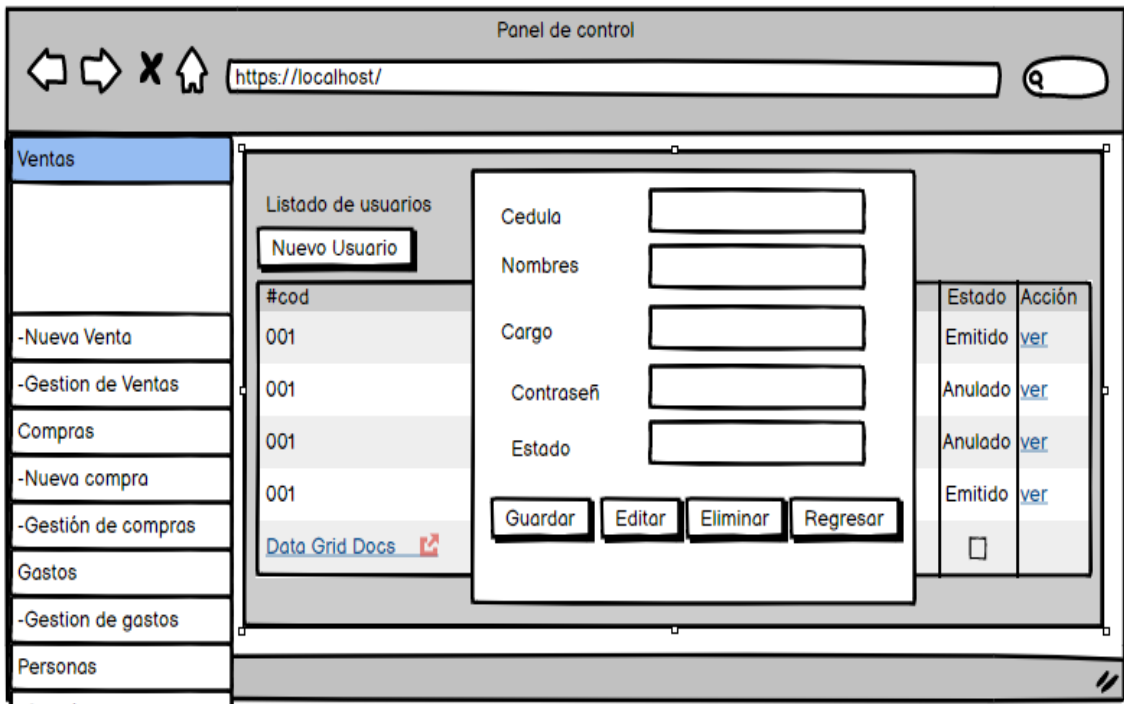 Panel de control
https://localhost/
Ventas
-Nueva Venta
-Gestion de Ventas
Compras
-Nueva compra
-Gestión de compras
Gastos
-Gestion de gastos
Personas
Listado de usuarios
Nuevo Usuario
#cod Estado Acción
001 Emitido ver
001 Anulado ver
001 Anulado ver
001 Emitido ver
Data Grid Docs
Cedula
Nombres
Cargo
Contraseñ
Estado
Guardar Editar Eliminar Regresar